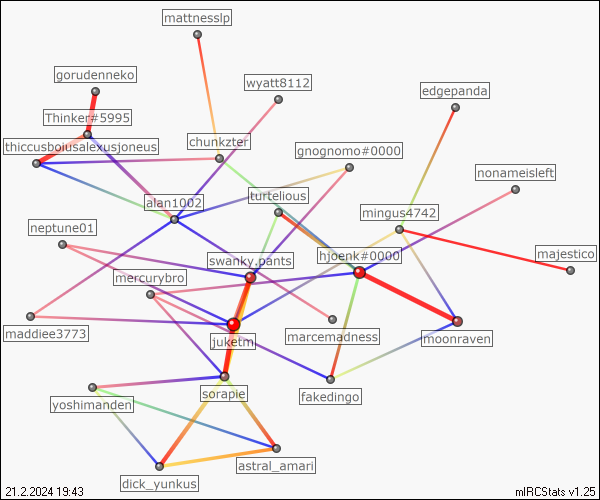 mattnesslp
gorudenneko
wyatt8112
edgepanda
Thinker#5995
chunkzter
thiccusboiusalexusjoneus
gnognomo#0000
nonameisleft
alan1002
turtelious
mingus4742
neptune01
swanky.pants
hjoenk#0000
majestico
mercurybro
maddiee3773
juketm
marcemadness
moonraven
sorapie
fakedingo
yoshimanden
astral_amari
dick_yunkus
21.2.2024 19:43
mIRCStats v1.25